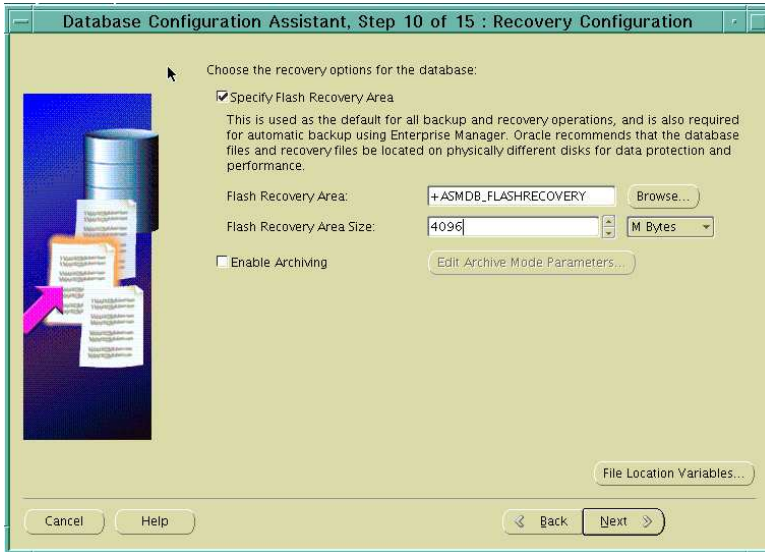 Database Configuration Assistant, Step 10 of 15 : Recovery Configuration
Choose the recovery options for the database:
Specify Flash Recovery Area
This is used as the default for all backup and recovery operations, and is also required
for automatic backup using Enterprise Manager. Oracle recommends that the database
files and recovery files be located on physically different disks for data protection and
performance.
Flash Recovery Area: +ASMDB_FLASHRECOVERY Browse...
Flash Recovery Area Size: 4096 M Bytes
Enable Archiving Edit Archive Mode Parameters...
File Location Variables...
Cancel Help Back Next